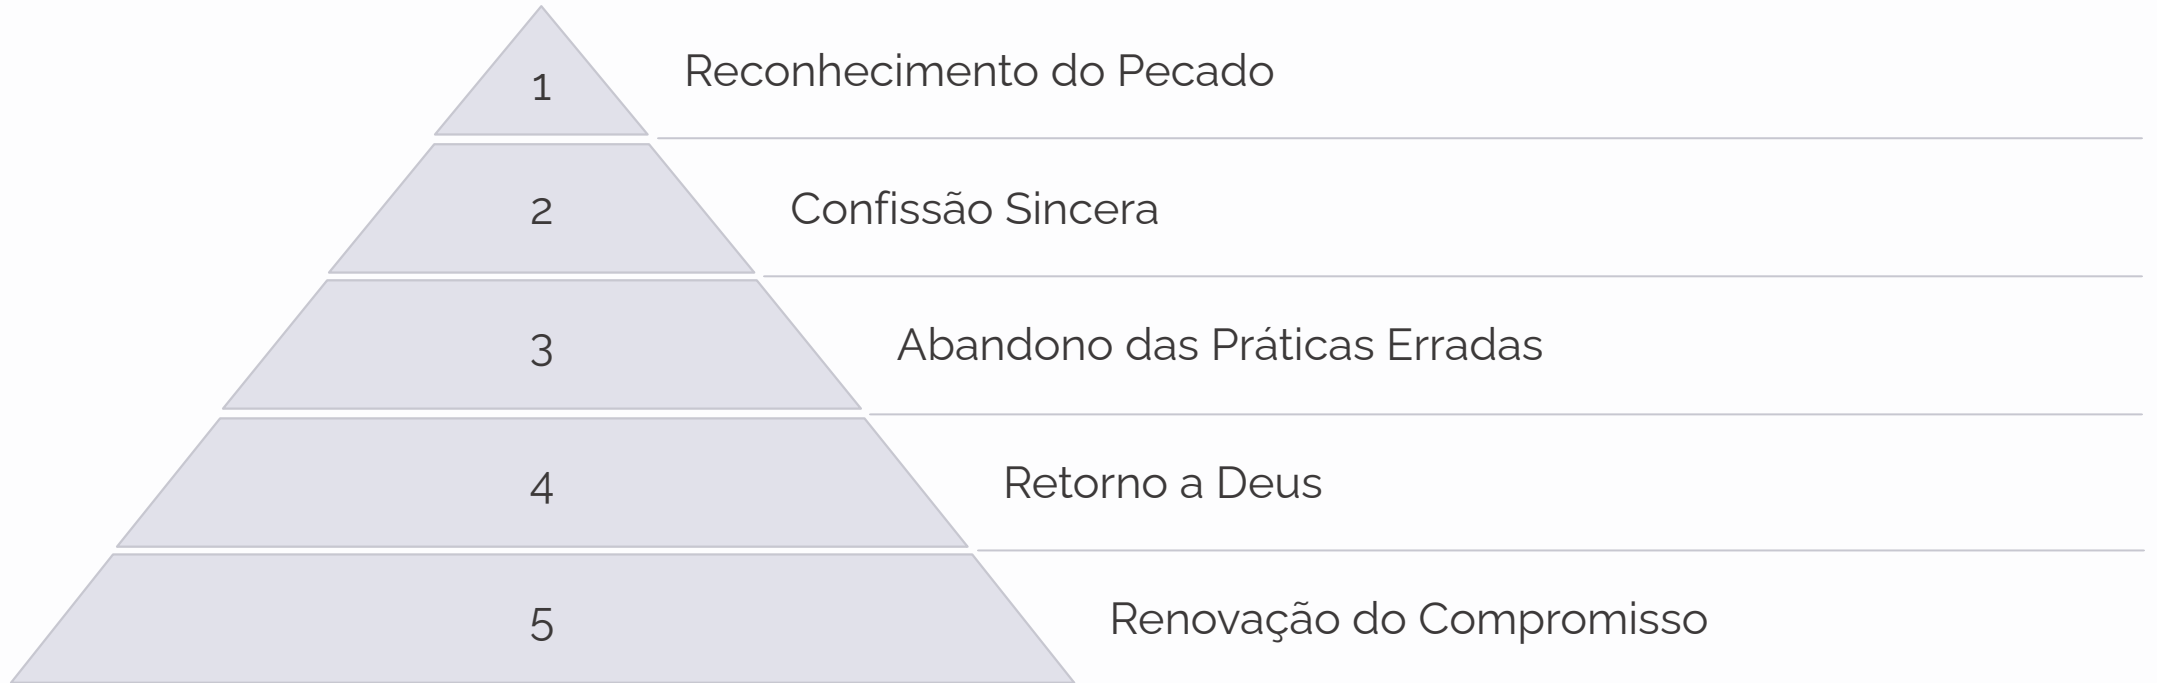 1
Reconhecimento do Pecado
2
Confissão Sincera
3
Abandono das Práticas Erradas
4
Retorno a Deus
5
Renovação do Compromisso